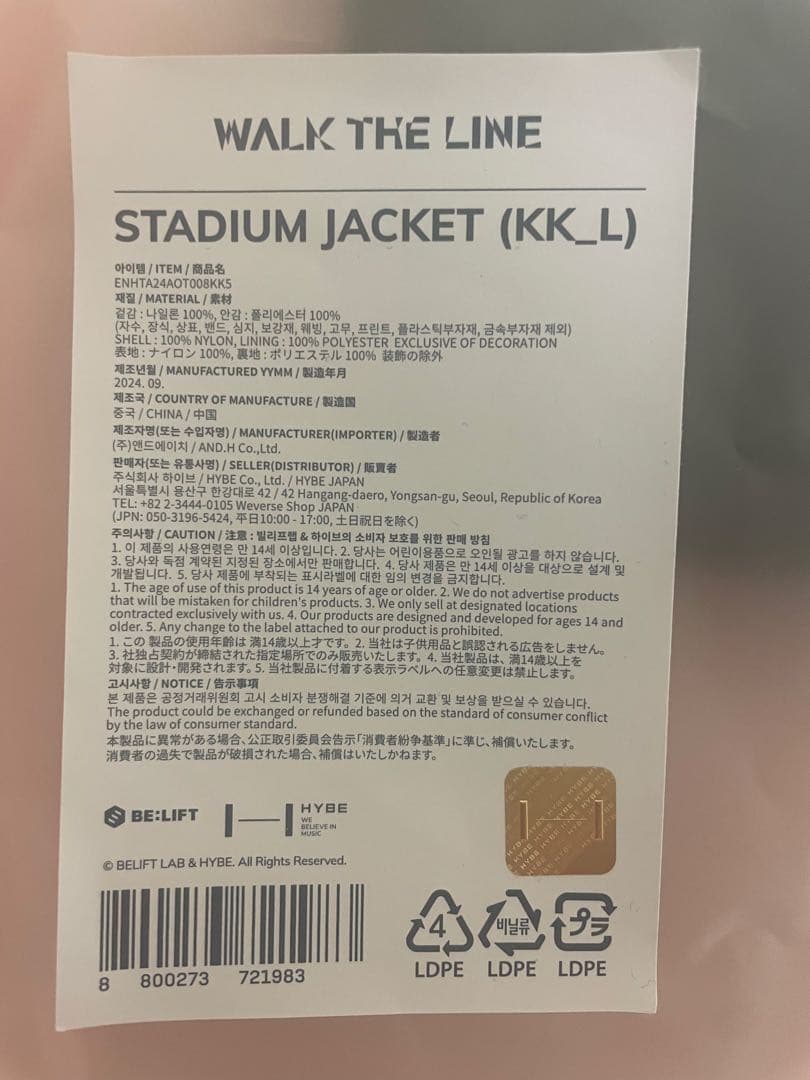 WALK THE LINE
STADIUM JACKET (KK_L)
아이템 / ITEM / 商品名
ENHTA24AOT008KK5
재질 / MATERIAL / 素材
겉감 : 나일론 100%, 안감 : 폴리에스터 100%
(자수, 장식, 상표, 밴드, 심지, 보강재, 웨빙, 고무, 프린트, 플라스틱부자재, 금속부자재 제외)
SHELL : 100% NYLON, LINING : 100% POLYESTER EXCLUSIVE OF DECORATION
表地 : ナイロン 100%, 裏地 : ポリエステル 100% 装飾の除外
제조년월 / MANUFACTURED YYMM / 製造年月
2024. 09.
제조국 / COUNTRY OF MANUFACTURE / 製造国
중국 / CHINA / 中国
제조자명(또는 수입자명) / MANUFACTURER(IMPORTER) / 製造者
(주)앤드에이치 / AND.H Co.,Ltd.
판매자(또는 유통사명) / SELLER(DISTRIBUTOR) / 販賣者
주식회사 하이브 / HYBE Co., Ltd. / HYBE JAPAN
서울특별시 용산구 한강대로 42 / 42 Hangang-daero, Yongsan-gu, Seoul, Republic of Korea
TEL: +82 2-3444-0105 Weverse Shop JAPAN
(JPN: 050-3196-5424, 平日10:00 - 17:00, 土日祝日を除く)
주의사항 / CAUTION / 注意 : 빌리프랩 & 하이브의 소비자 보호를 위한 판매 방침
1. 이 제품의 사용연령은 만 14세 이상입니다. 2. 당사는 어린이용품으로 오인될 광고를 하지 않습니다.
3. 당사와 독점 계약된 지정된 장소에서만 판매합니다. 4. 당사 제품은 만 14세 이상을 대상으로 설계 및
개발됩니다. 5. 당사 제품에 부착되는 표시라벨에 대한 임의 변경을 금지합니다.
1. The age of use of this product is 14 years of age or older. 2. We do not advertise products
that will be mistaken for children's products. 3. We only sell at designated locations
contracted exclusively with us. 4. Our products are designed and developed for ages 14 and
older. 5. Any change to the label attached to our product is prohibited.
1. この 製品の使用年齢は 満14歳以上才です。 2. 当社は子供用品と誤認される広告をしません。
3. 社独占契約が締結された指定場所でのみ販売いたします。 4. 当社製品は、満14歳以上を
対象に設計・開発されます。 5. 当社製品に付着する表示ラベルへの任意変更は禁止します。
고시사항 / NOTICE / 告示事項
본 제품은 공정거래위원회 고시 소비자 분쟁해결 기준에 의거 교환 및 보상을 받으실 수 있습니다.
The product could be exchanged or refunded based on the standard of consumer conflict
by the law of consumer standard.
本製品に異常がある場合、公正取引委員会告示「消費者紛争基準」に準じ、補償いたします。
消費者の過失で製品が破損された場合、補償はいたしかねます。
BE:LIFT
HYBE
WE
BELIEVE IN
MUSIC
© BELIFT LAB & HYBE. All Rights Reserved.
8 800273 721983
4 비닐류 プラ
LDPE LDPE LDPE